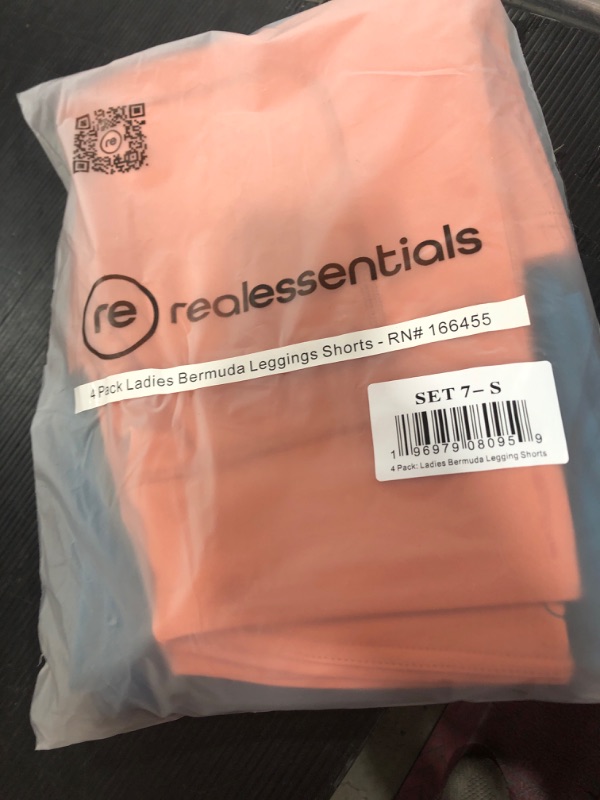 re
re realessentials
4 Pack Ladies Bermuda Leggings Shorts - RN# 166455
SET 7– S
1 96979 08095 9
4 Pack: Ladies Bermuda Legging Shorts